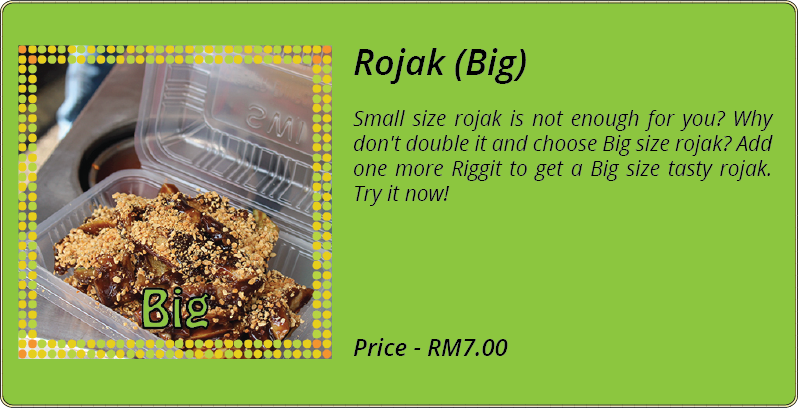 Rojak (Big)
Small size rojak is not enough for you? Why
don't double it and choose Big size rojak? Add
one more Riggit to get a Big size tasty rojak.
Try it now!
Big
Price - RM7.00